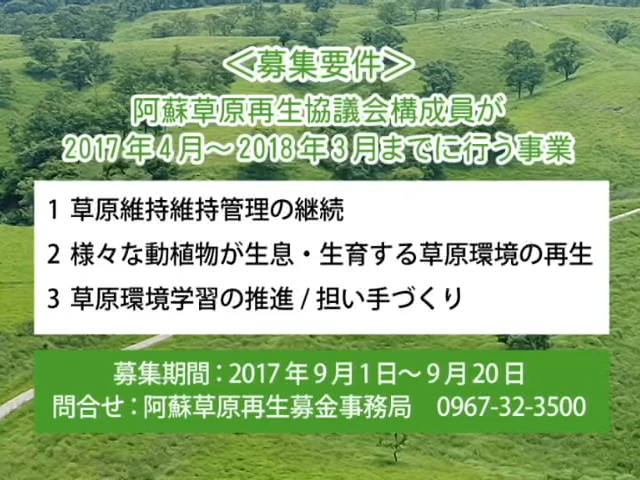 ＜募集要件＞
阿蘇草原再生協議会構成員が
2017年4月～2018年3月までに行う事業
1 草原維持維持管理の継続
2 様々な動植物が生息・生育する草原環境の再生
3 草原環境学習の推進 / 担い手づくり
募集期間：2017年9月1日～9月20日
問合せ：阿蘇草原再生募金事務局　0967-32-3500